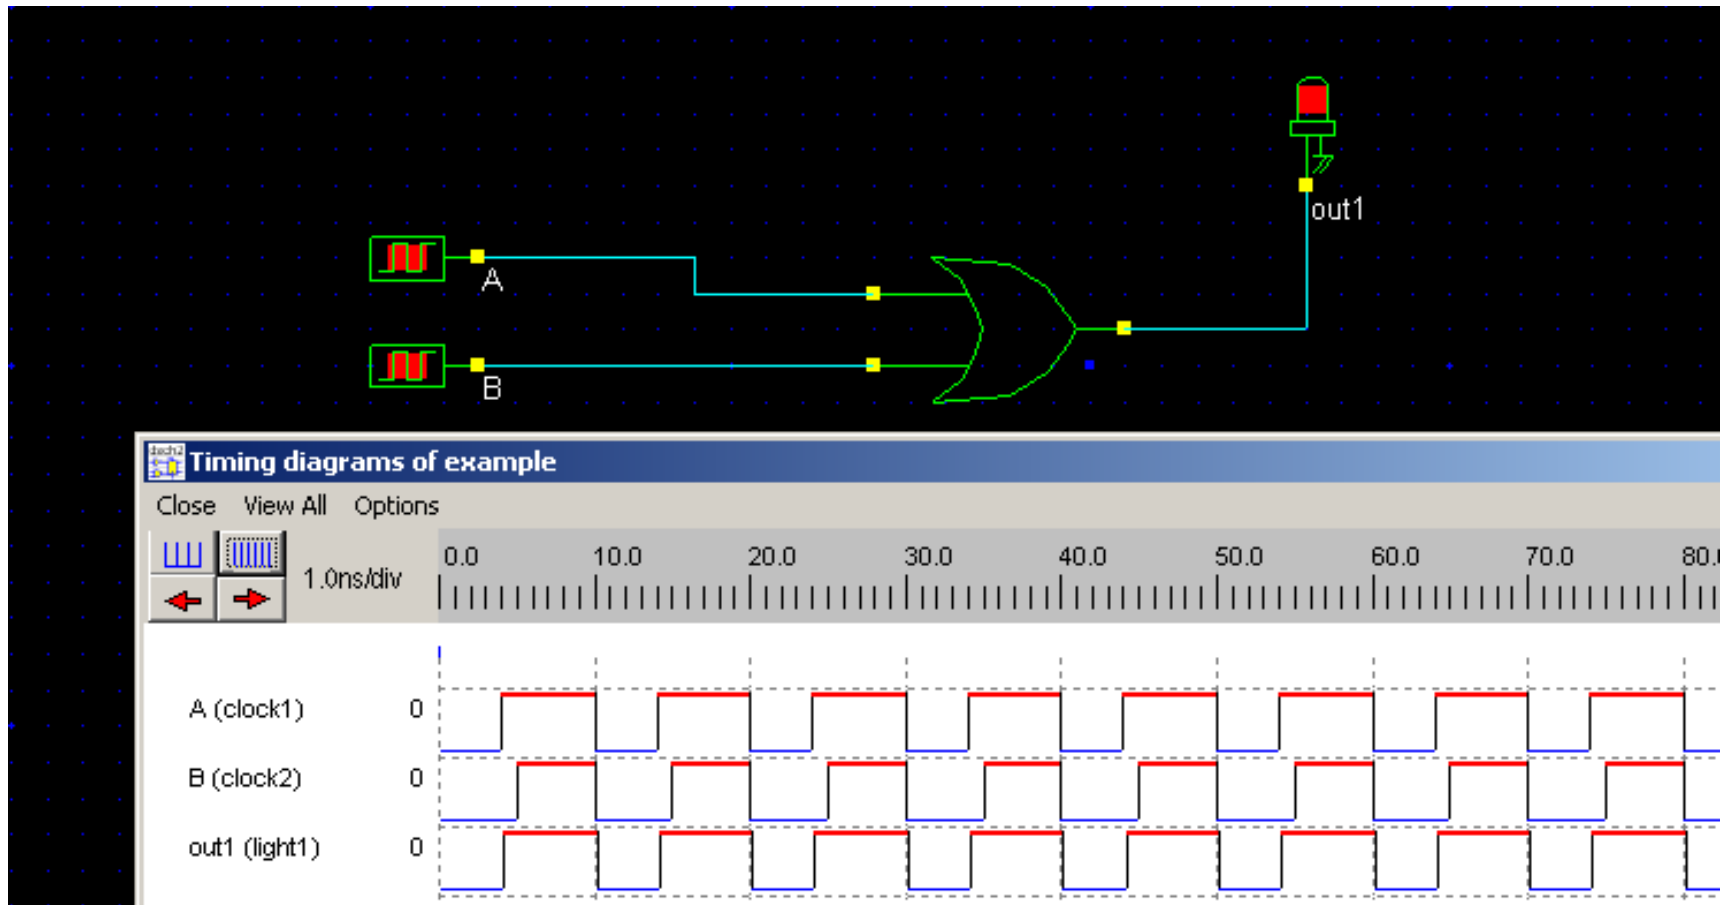 out1
A
B
Timing diagrams of example
Close View All Options
1.0ns/div
0.0 10.0 20.0 30.0 40.0 50.0 60.0 70.0 80.
A (clock1) 0
B (clock2) 0
out1 (light1) 0